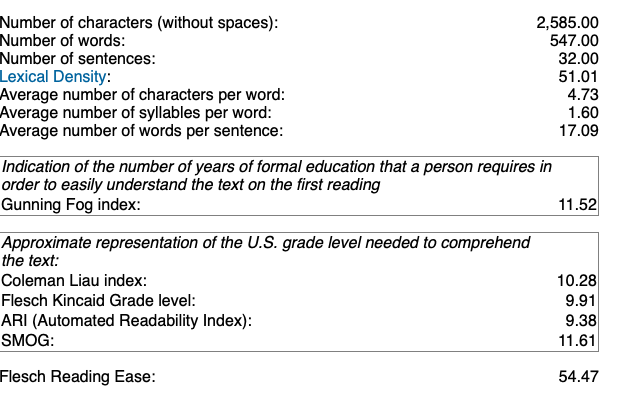 Number of characters (without spaces): 2,585.00
Number of words: 547.00
Number of sentences: 32.00
Lexical Density: 51.01
Average number of characters per word: 4.73
Average number of syllables per word: 1.60
Average number of words per sentence: 17.09
Indication of the number of years of formal education that a person requires in
order to easily understand the text on the first reading
Gunning Fog index: 11.52
Approximate representation of the U.S. grade level needed to comprehend
the text:
Coleman Liau index: 10.28
Flesch Kincaid Grade level: 9.91
ARI (Automated Readability Index): 9.38
SMOG: 11.61
Flesch Reading Ease: 54.47